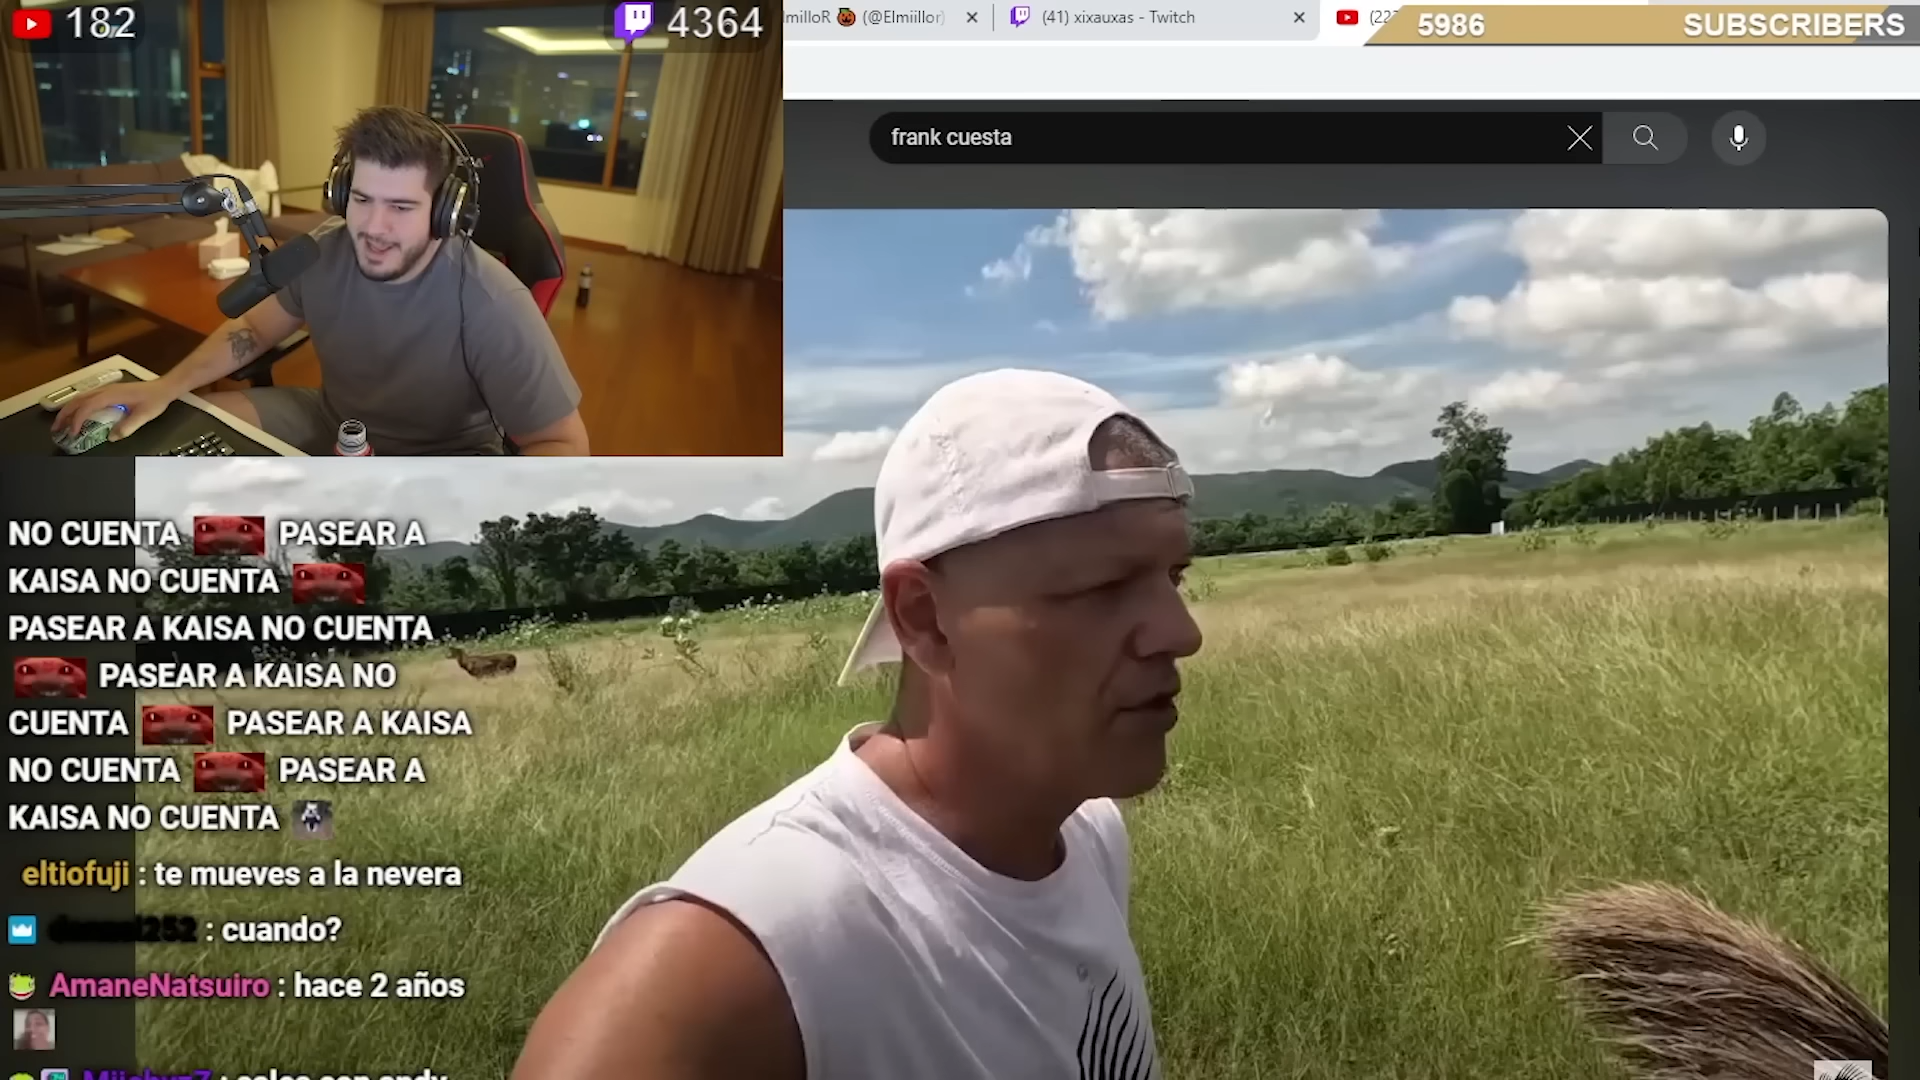 182
4364
lmilloR 🎃 (@Elmiillor)
(41) xixauxas - Twitch
5986
SUBSCRIBERS
frank cuesta
NO CUENTA PASEAR A
KAISA NO CUENTA
PASEAR A KAISA NO CUENTA
PASEAR A KAISA NO
CUENTA PASEAR A KAISA
NO CUENTA PASEAR A
KAISA NO CUENTA
eltiofuji : te mueves a la nevera
: cuando?
AmaneNatsuiro : hace 2 años